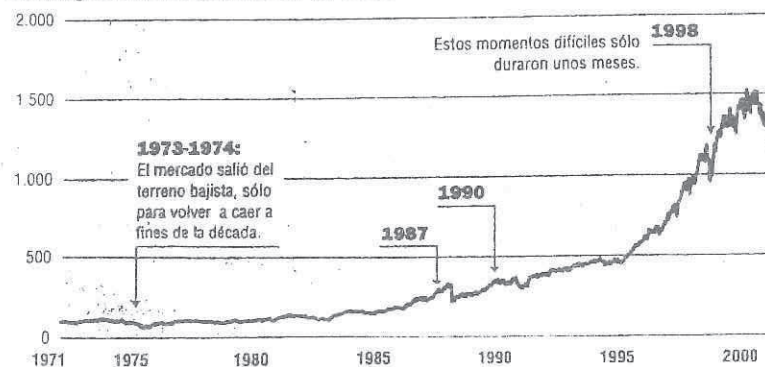 2.000
1998
Estos momentos difíciles sólo
duraron unos meses.
1.500
1973-1974:
El mercado salió del
terreno bajista, sólo
para volver a caer a
fines de la década.
1.000
1990
1987
500
0
1971 1975 1980 1985 1990 1995 2000